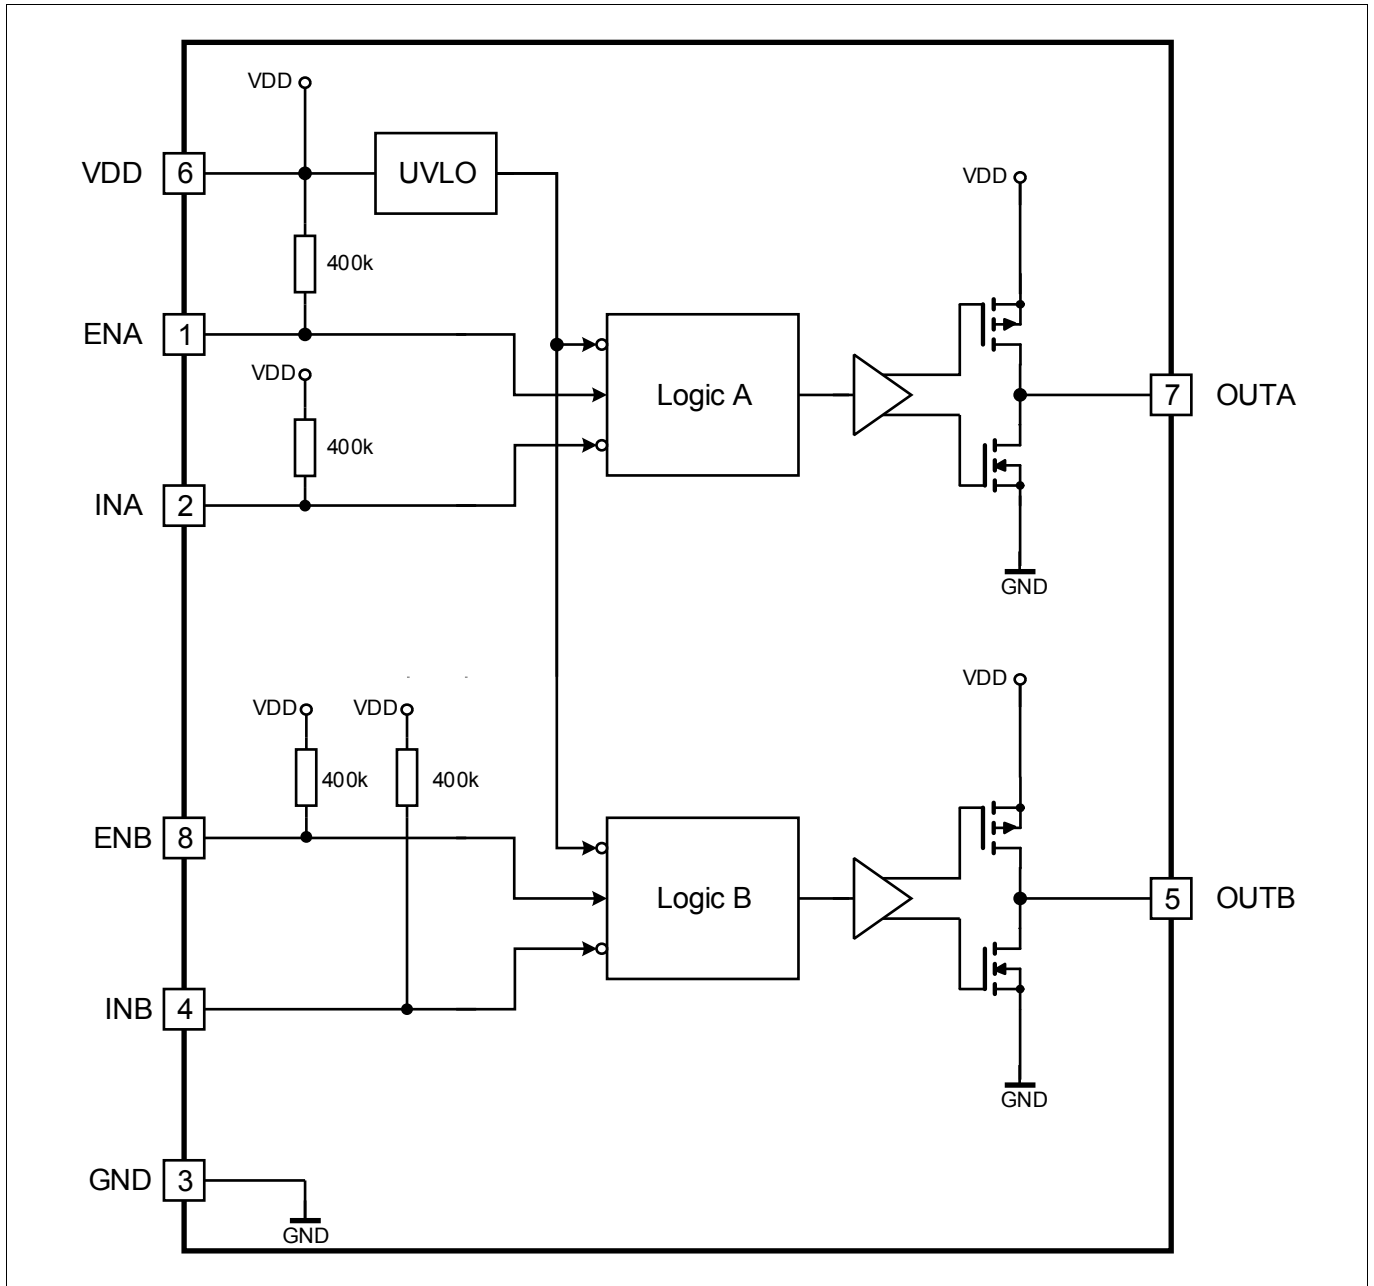 VDD
VDD 6 UVLO
VDD
400k
ENA 1
VDD
400k
Logic A
7 OUTA
INA 2
GND
VDD
VDD VDD
400k 400k
ENB 8
Logic B
5 OUTB
INB 4
GND
GND 3
GND